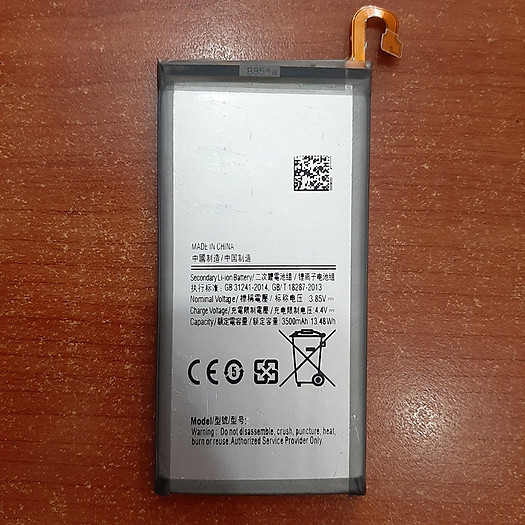 MADE IN CHINA
中國制造/中国制造
Secondary Li-ion Battery/二次鋰電池組/锂离子电池组
执行标准: GB 31241-2014, GB/T 18287-2013
Nominal Voltage/標稱電壓/标称电压 3.85V
Charge Voltage/充電限制電壓/充电限制电压 4.4V
Capacity/額定電容量/额定容量 3500mAh 13.48Wh
CE 5
Model/型號/型号:
Warning: Do not disassemble, crush, puncture, heat,
burn or reuse. Authorized Service Provider Only.